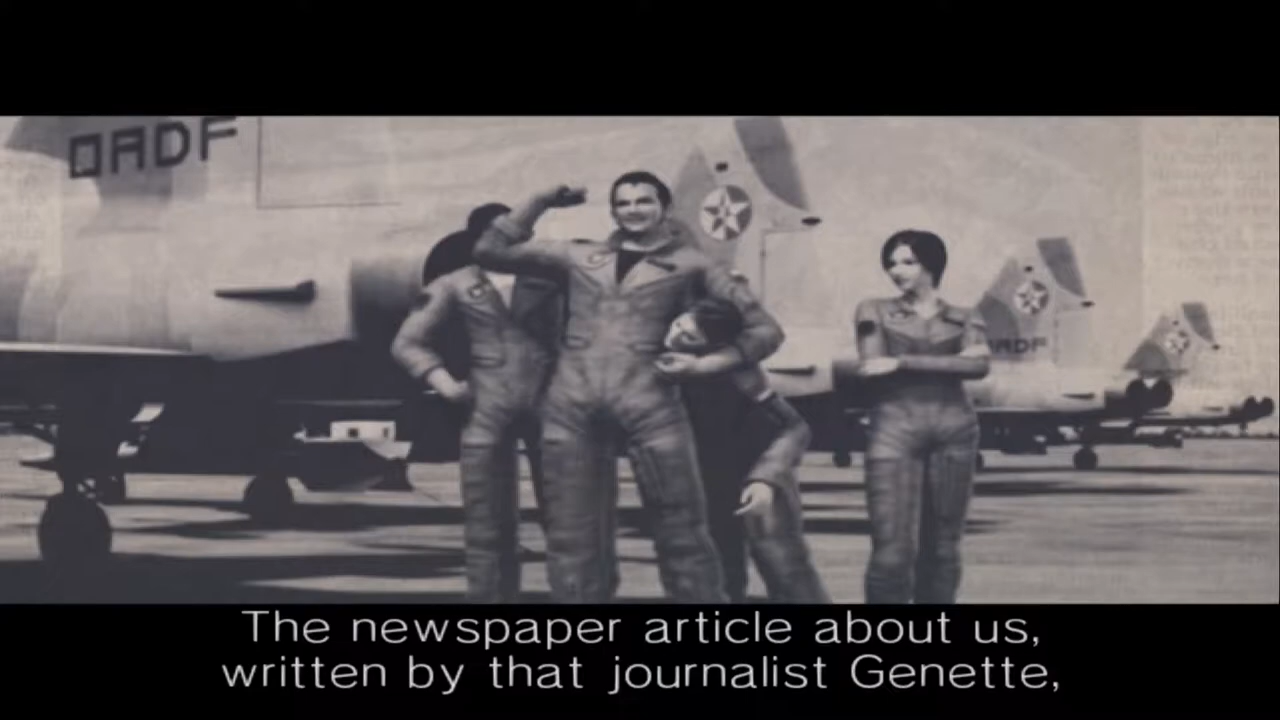 OADF
OADF
The newspaper article about us,
written by that journalist Genette,